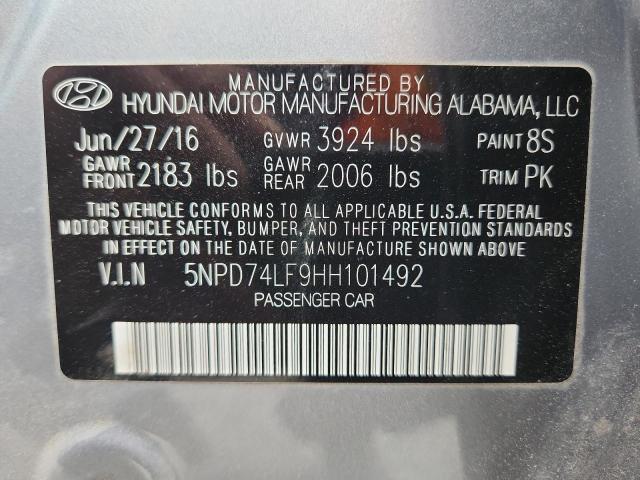 MANUFACTURED BY
HYUNDAI MOTOR MANUFACTURING ALABAMA, LLC
Jun/27/16 GVWR 3924 lbs PAINT 8S
GAWR FRONT 2183 lbs GAWR REAR 2006 lbs TRIM PK
THIS VEHICLE CONFORMS TO ALL APPLICABLE U.S.A. FEDERAL
MOTOR VEHICLE SAFETY, BUMPER, AND THEFT PREVENTION STANDARDS
IN EFFECT ON THE DATE OF MANUFACTURE SHOWN ABOVE.
V.I.N 5NPD74LF9HH101492
PASSENGER CAR